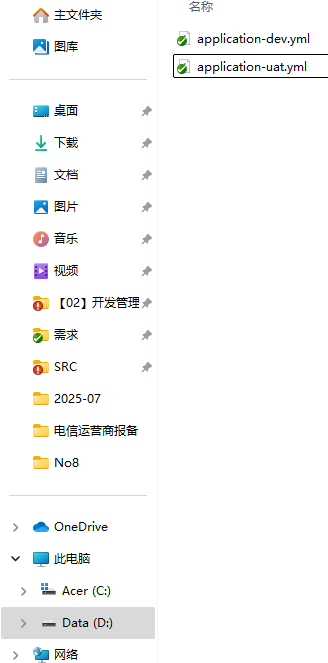 主文件夹
图库
桌面
下载
文档
图片
音乐
视频
【02】开发管理
需求
SRC
2025-07
电信运营商报备
No8
OneDrive
此电脑
Acer (C:)
Data (D:)
网络
名称
application-dev.yml
application-uat.yml